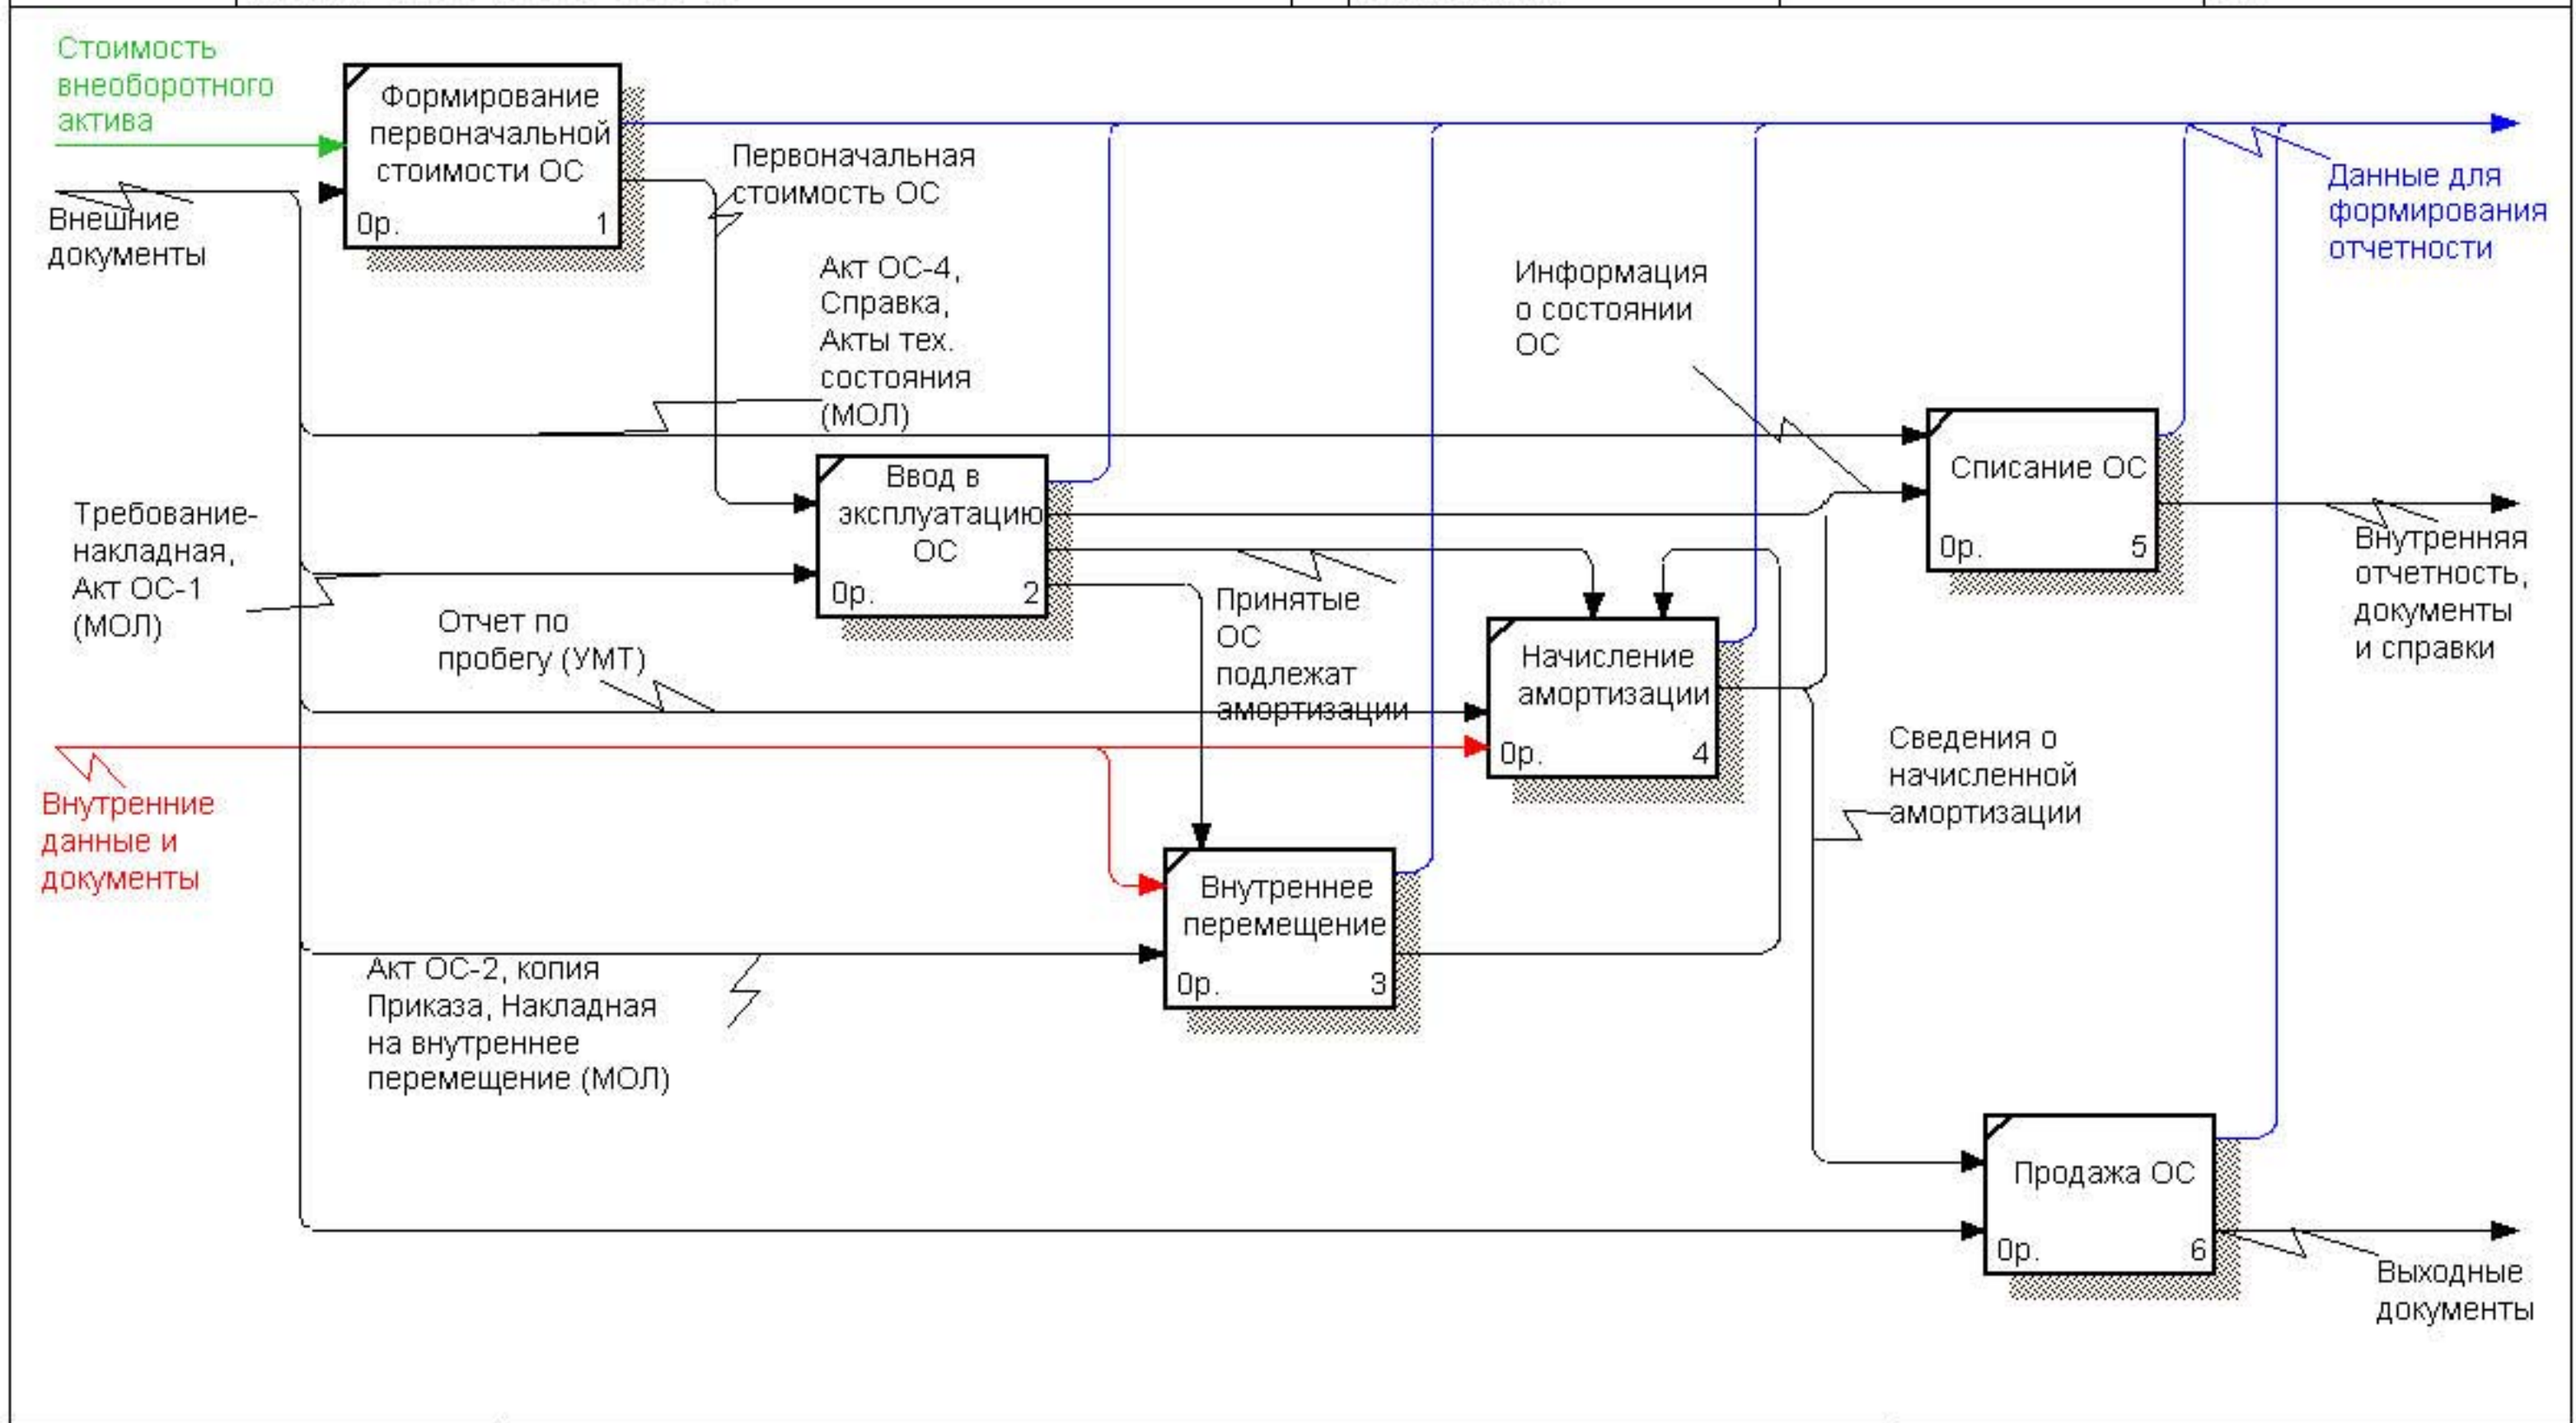 Стоимость
внеоборотного
актива
Формирование
первоначальной
стоимости ОС
0р. 1
Внешние
документы
Первоначальная
стоимость ОС
Данные для
формирования
отчетности
Акт ОС-4,
Справка,
Акты тех.
состояния
(МОЛ)
Информация
о состоянии
ОС
Списание ОС
0р. 5
Ввод в
эксплуатацию
ОС
0р. 2
Требование-
накладная,
Акт ОС-1
(МОЛ)
Внутренняя
отчетность,
документы
и справки
Отчет по
пробегу (УМТ)
Принятые
ОС
подлежат
амортизации
Начисление
амортизации
0р. 4
Сведения о
начисленной
амортизации
Внутренние
данные и
документы
Внутреннее
перемещение
0р. 3
Акт ОС-2, копия
Приказа, Накладная
на внутреннее
перемещение (МОЛ)
Продажа ОС
0р. 6
Выходные
документы